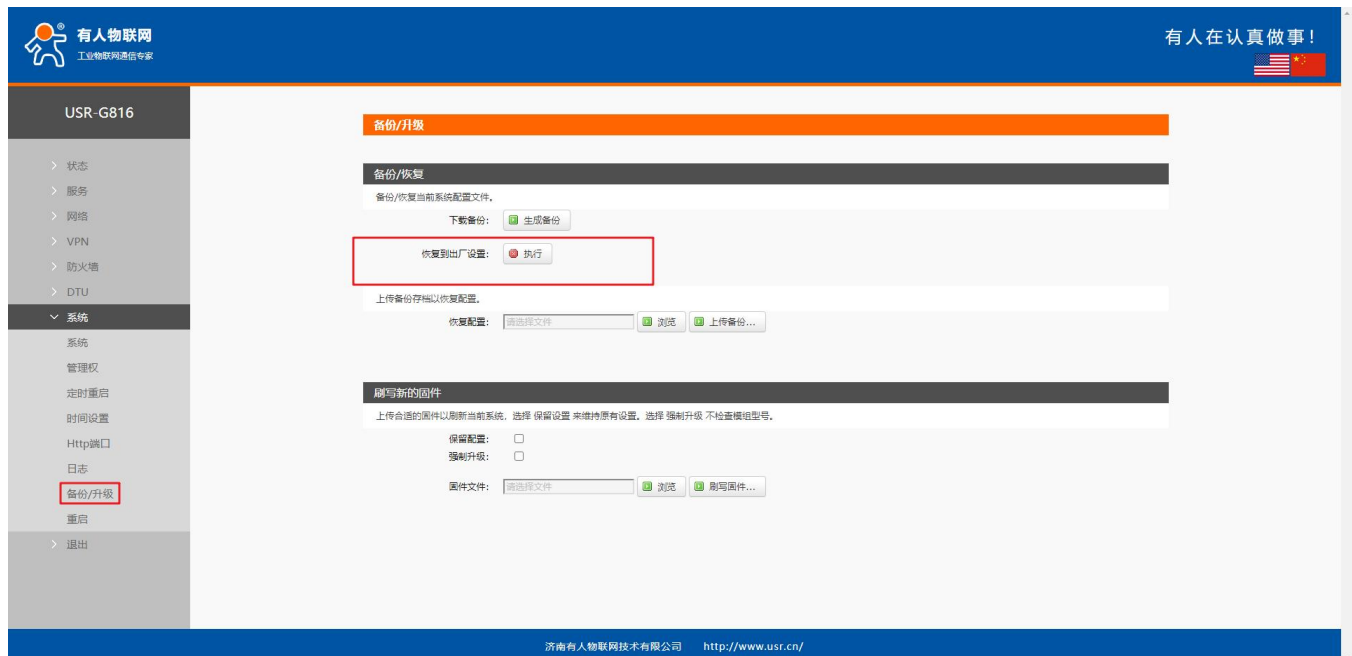 有人物联网
工业物联网通信专家
有人在认真做事！
USR-G816
状态
服务
网络
VPN
防火墙
DTU
系统
系统
管理权
定时重启
时间设置
Http端口
日志
备份/升级
重启
退出
备份/升级
备份/恢复
备份/恢复当前系统配置文件。
下载备份： 生成备份
恢复到出厂设置： 执行
上传备份存档以恢复配置。
恢复配置： 请选择文件 浏览 上传备份...
刷写新的固件
上传合适的固件以刷新当前系统，选择 保留设置 来维持原有设置。选择 强制升级 不检查模组型号。
保留配置：
强制升级：
固件文件： 请选择文件 浏览 刷写固件...
济南有人物联网技术有限公司 http://www.usr.cn/